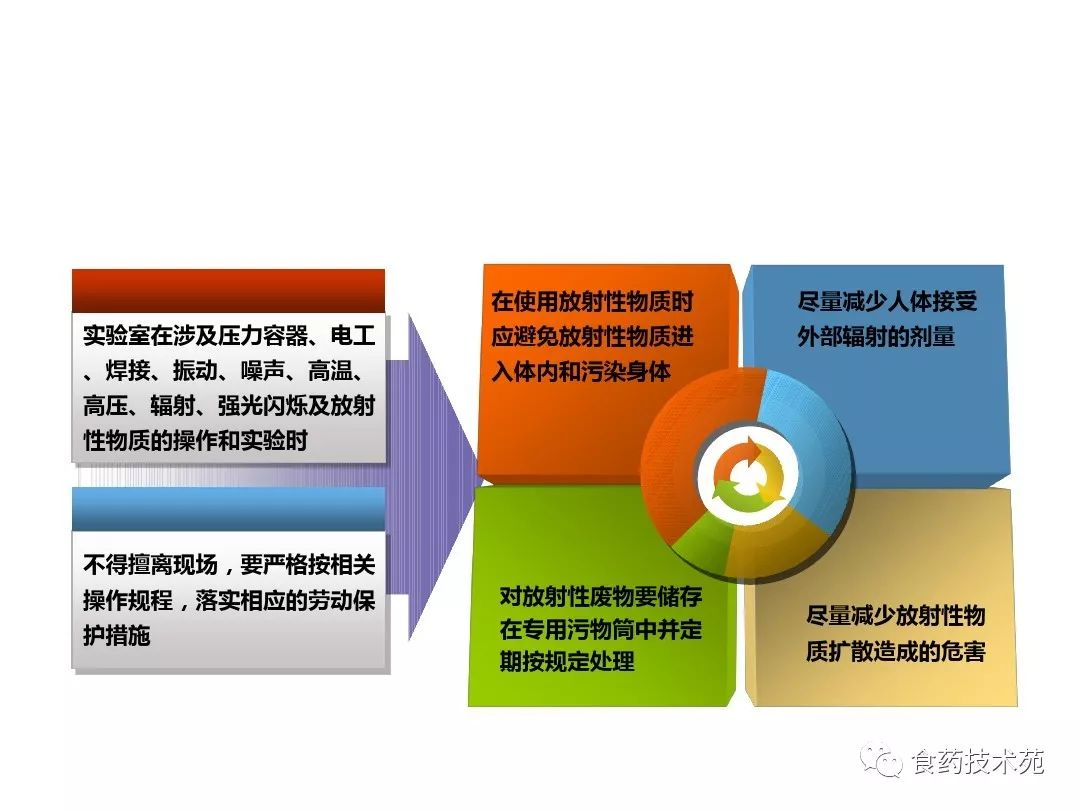 实验室在涉及压力容器、电工
、焊接、振动、噪声、高温、
高压、辐射、强光闪烁及放射
性物质的操作和实验时
不得擅离现场，要严格按相关
操作规程，落实相应的劳动保
护措施
在使用放射性物质时
应避免放射性物质进
入体内和污染身体
尽量减少人体接受
外部辐射的剂量
对放射性废物要储存
在专用污物筒中并定
期按规定处理
尽量减少放射性物
质扩散造成的危害
食药技术苑